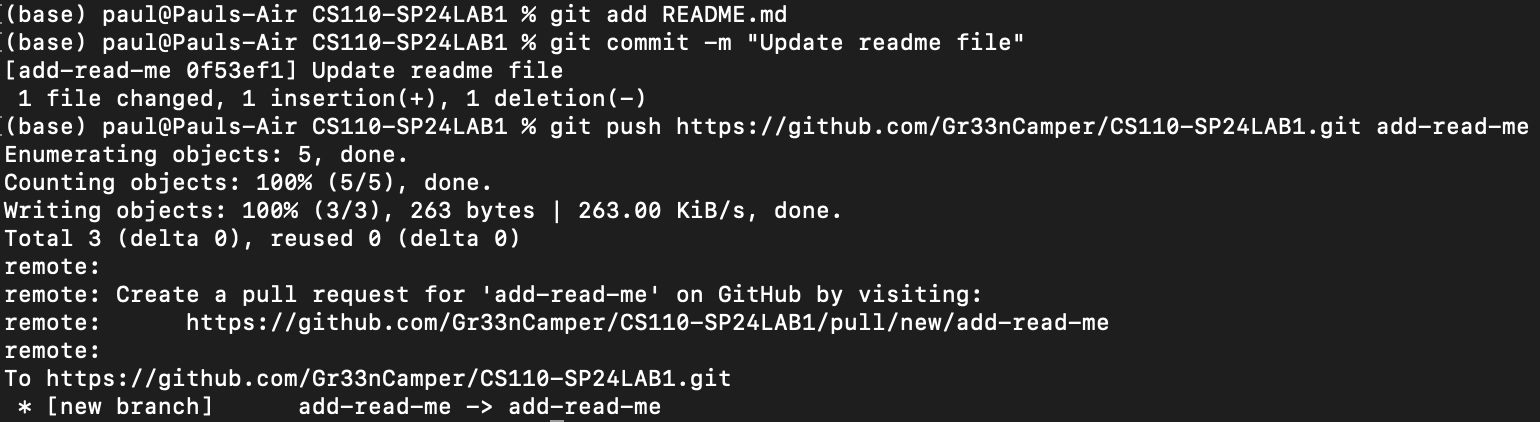 (base) paul@Pauls-Air CS110-SP24LAB1 % git add README.md
(base) paul@Pauls-Air CS110-SP24LAB1 % git commit -m "Update readme file"
[add-read-me 0f53ef1] Update readme file
 1 file changed, 1 insertion(+), 1 deletion(-)
(base) paul@Pauls-Air CS110-SP24LAB1 % git push https://github.com/Gr33nCamper/CS110-SP24LAB1.git add-read-me
Enumerating objects: 5, done.
Counting objects: 100% (5/5), done.
Writing objects: 100% (3/3), 263 bytes | 263.00 KiB/s, done.
Total 3 (delta 0), reused 0 (delta 0)
remote:
remote: Create a pull request for 'add-read-me' on GitHub by visiting:
remote:      https://github.com/Gr33nCamper/CS110-SP24LAB1/pull/new/add-read-me
remote:
To https://github.com/Gr33nCamper/CS110-SP24LAB1.git
 * [new branch]      add-read-me -> add-read-me